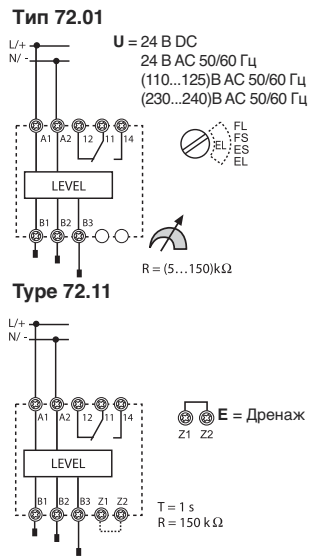 Тип 72.01
L/+
N/ -
U = 24 В DC
24 В AC 50/60 Гц
(110...125)В AC 50/60 Гц
(230...240)В AC 50/60 Гц
A1 A2 12 11 14
EL
FL
FS
ES
EL
LEVEL
B1 B2 B3
R = (5...150)kΩ
Type 72.11
L/+
N/ -
A1 A2 12 11 14
E = Дренаж
Z1 Z2
LEVEL
B1 B2 B3 Z1 Z2
T = 1 s
R = 150 kΩ